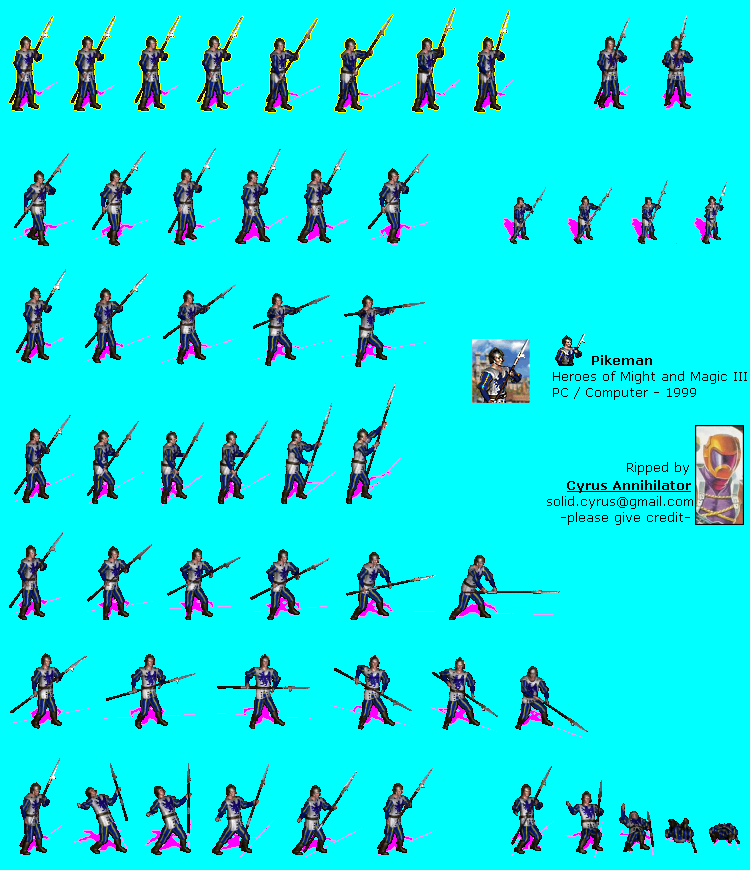 Pikeman
Heroes of Might and Magic III
PC / Computer - 1999
Ripped by
Cyrus Annihilator
solid.cyrus@gmail.com
-please give credit-